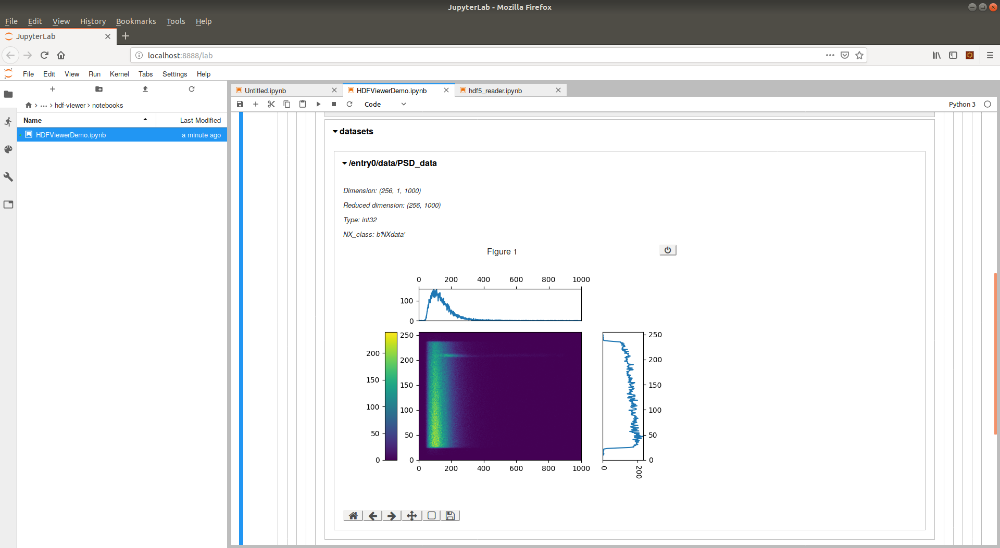 JupyterLab - Mozilla Firefox
File Edit View History Bookmarks Tools Help
JupyterLab
localhost:8888/lab
File Edit View Run Kernel Tabs Settings Help
Untitled.ipynb HDFViewerDemo.ipynb hdf5_reader.ipynb
Code Python 3
… › hdf-viewer › notebooks
Name Last Modified
HDFViewerDemo.ipynb a minute ago
datasets
/entry0/data/PSD_data
Dimension: (256, 1, 1000)
Reduced dimension: (256, 1000)
Type: int32
NX_class: b'NXdata'
Figure 1
0 200 400 600 800 1000
100
0
250
200
150
100
50
0
200
150
100
50
0
0 200 400 600 800 1000
250
200
150
100
50
0
0 200